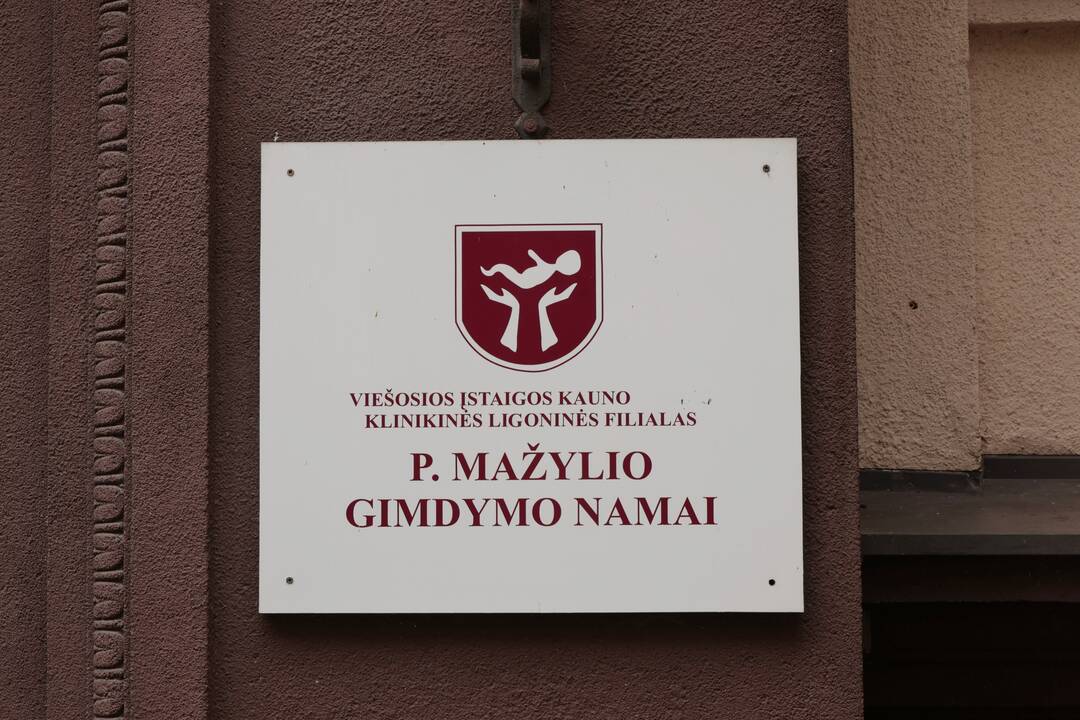 VIEŠOSIOS ĮSTAIGOS KAUNO
KLINIKINĖS LIGONINĖS FILIALAS
P. MAŽYLIO
GIMDYMO NAMAI